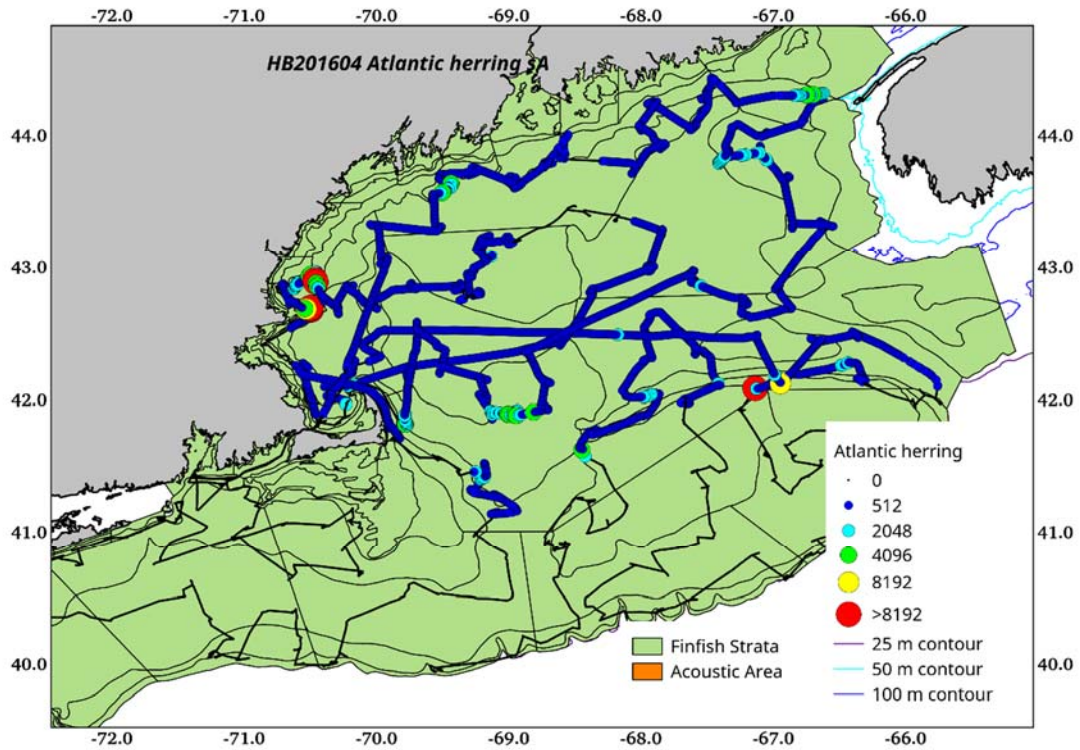 -72.0 -71.0 -70.0 -69.0 -68.0 -67.0 -66.0
HB201604 Atlantic herring sA
44.0 44.0
43.0 43.0
42.0 42.0
Atlantic herring
0
512
41.0 41.0
2048
4096
8192
>8192
Finfish Strata
25 m contour
40.0 40.0
Acoustic Area
50 m contour
100 m contour
-72.0 -71.0 -70.0 -69.0 -68.0 -67.0 -66.0